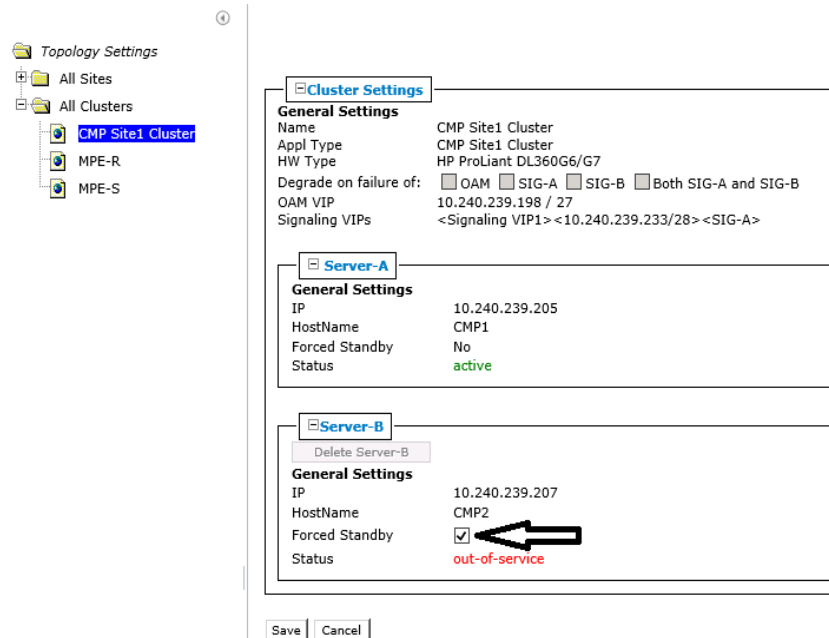 Topology Settings
All Sites
All Clusters
CMP Site1 Cluster
MPE-R
MPE-S
Cluster Settings
General Settings
Name CMP Site1 Cluster
Appl Type CMP Site1 Cluster
HW Type HP ProLiant DL360G6/G7
Degrade on failure of: OAM SIG-A SIG-B Both SIG-A and SIG-B
OAM VIP 10.240.239.198 / 27
Signaling VIPs <Signaling VIP1><10.240.239.233/28><SIG-A>
Server-A
General Settings
IP 10.240.239.205
HostName CMP1
Forced Standby No
Status active
Server-B
Delete Server-B
General Settings
IP 10.240.239.207
HostName CMP2
Forced Standby
Status out-of-service
Save Cancel